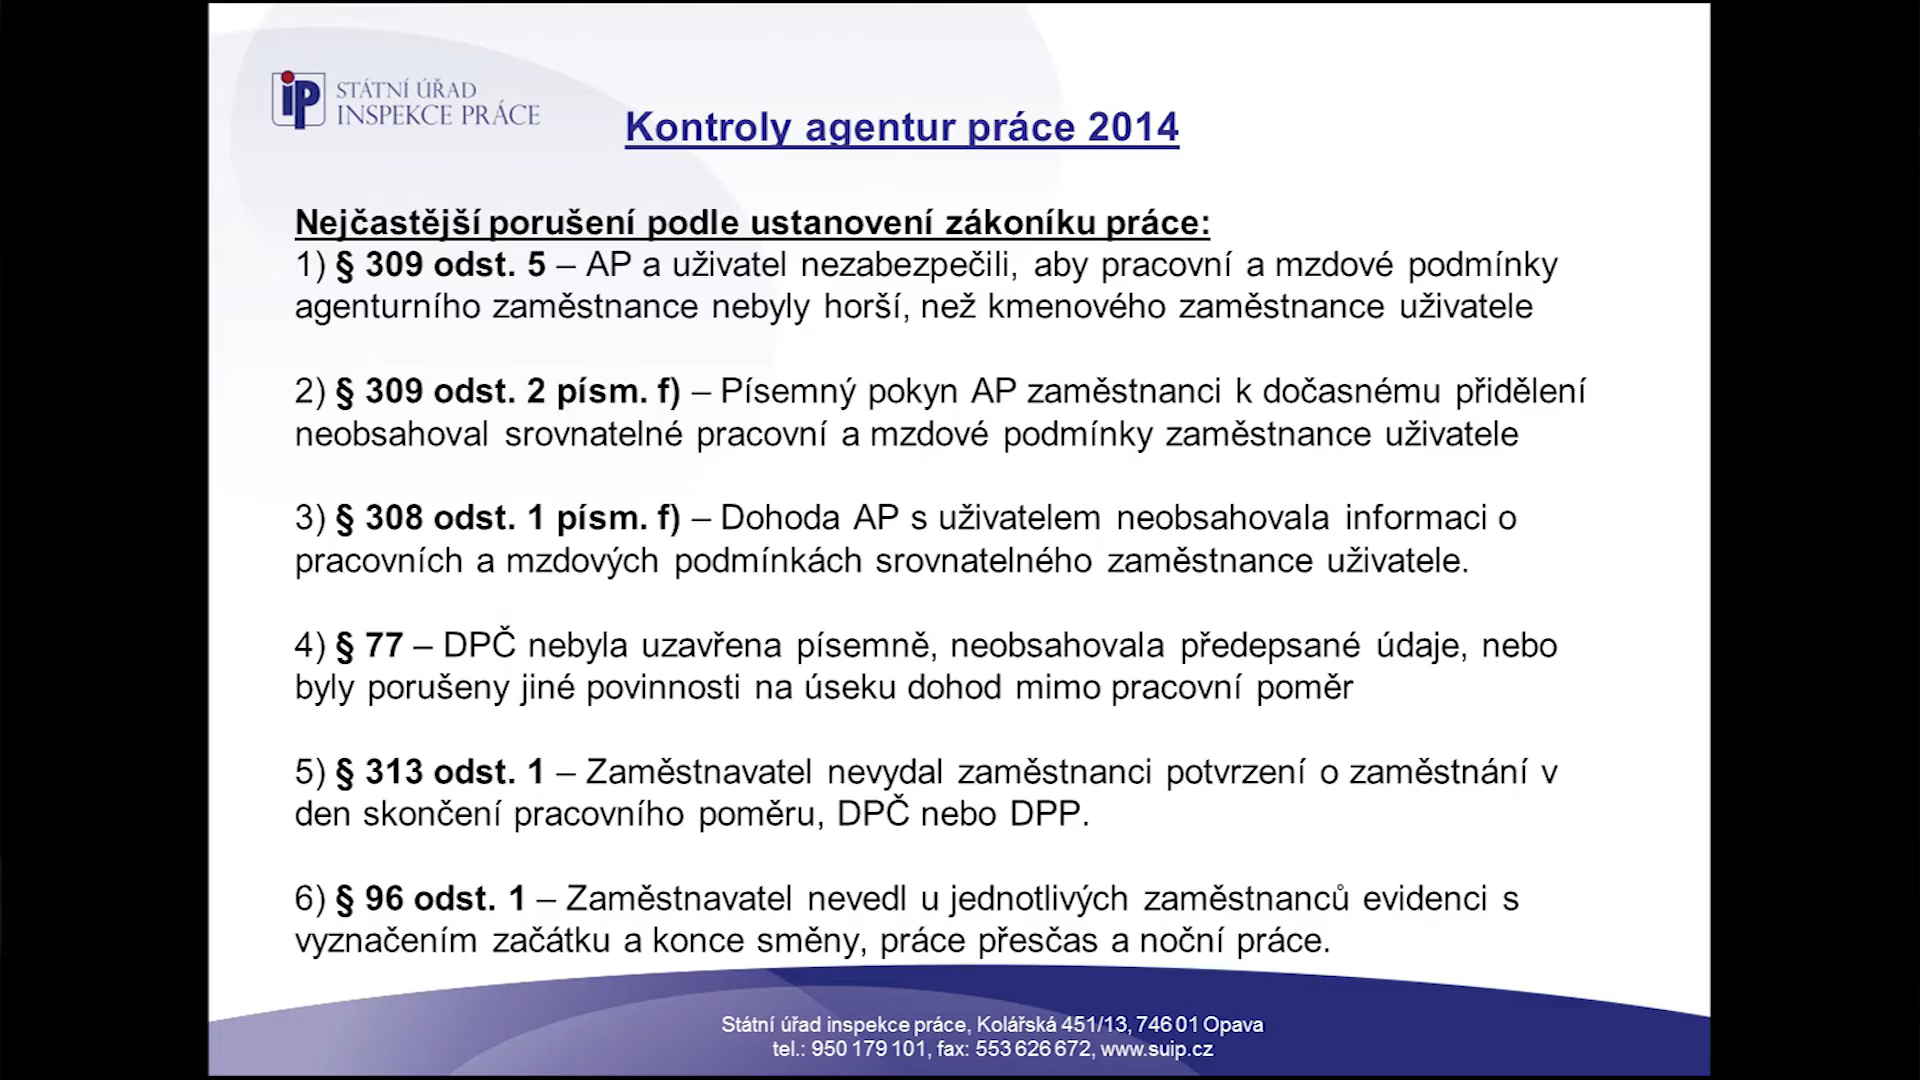 STÁTNÍ ÚŘAD
INSPEKCE PRÁCE
Kontroly agentur práce 2014
Nejčastější porušení podle ustanovení zákoníku práce:
1) § 309 odst. 5 – AP a uživatel nezabezpečili, aby pracovní a mzdové podmínky
agenturního zaměstnance nebyly horší, než kmenového zaměstnance uživatele
2) § 309 odst. 2 písm. f) – Písemný pokyn AP zaměstnanci k dočasnému přidělení
neobsahoval srovnatelné pracovní a mzdové podmínky zaměstnance uživatele
3) § 308 odst. 1 písm. f) – Dohoda AP s uživatelem neobsahovala informaci o
pracovních a mzdových podmínkách srovnatelného zaměstnance uživatele.
4) § 77 – DPČ nebyla uzavřena písemně, neobsahovala předepsané údaje, nebo
byly porušeny jiné povinnosti na úseku dohod mimo pracovní poměr
5) § 313 odst. 1 – Zaměstnavatel nevydal zaměstnanci potvrzení o zaměstnání v
den skončení pracovního poměru, DPČ nebo DPP.
6) § 96 odst. 1 – Zaměstnavatel nevedl u jednotlivých zaměstnanců evidenci s
vyznačením začátku a konce směny, práce přesčas a noční práce.
Státní úřad inspekce práce, Kolářská 451/13, 746 01 Opava
tel.: 950 179 101, fax: 553 626 672, www.suip.cz